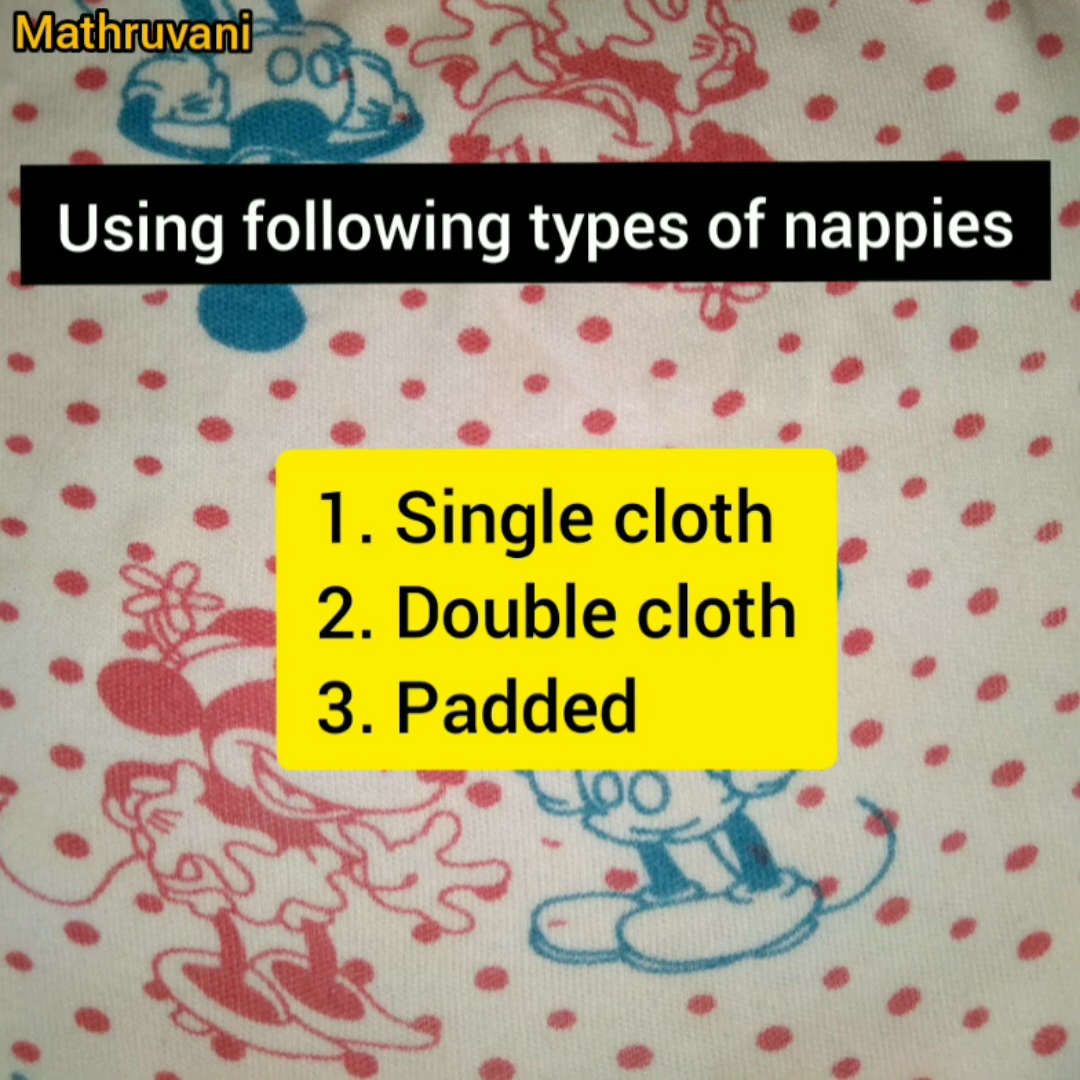 Mathruvani
Using following types of nappies
1. Single cloth
2. Double cloth
3. Padded